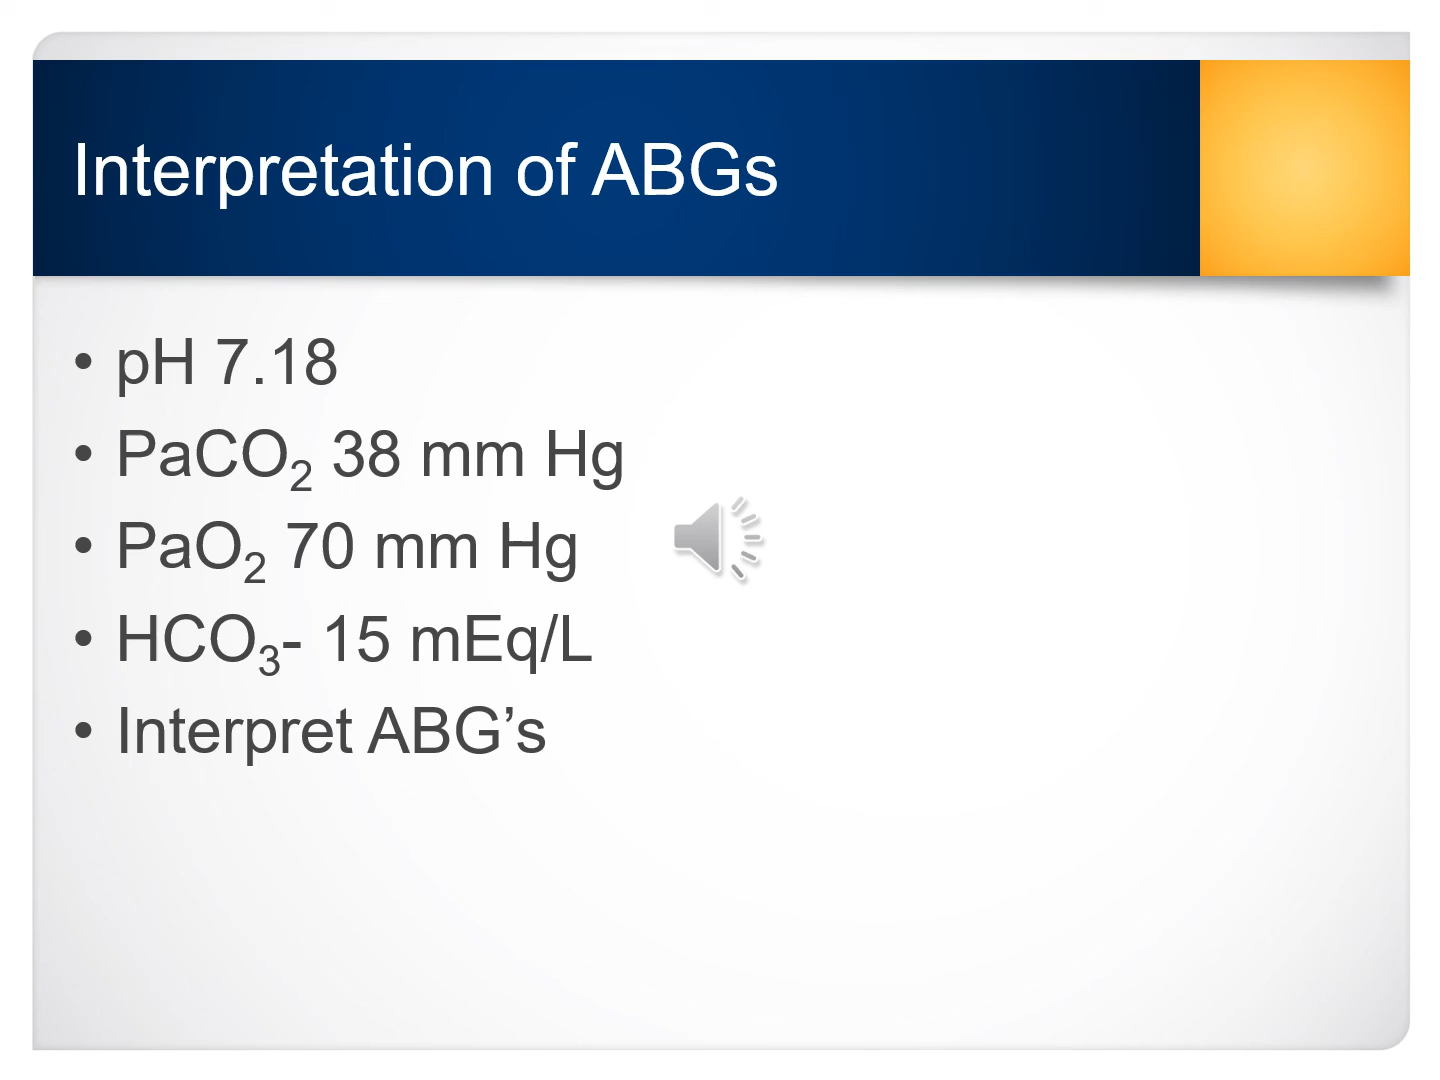 Interpretation of ABGs
• pH 7.18
• PaCO₂ 38 mm Hg
• PaO₂ 70 mm Hg
• HCO₃- 15 mEq/L
• Interpret ABG’s